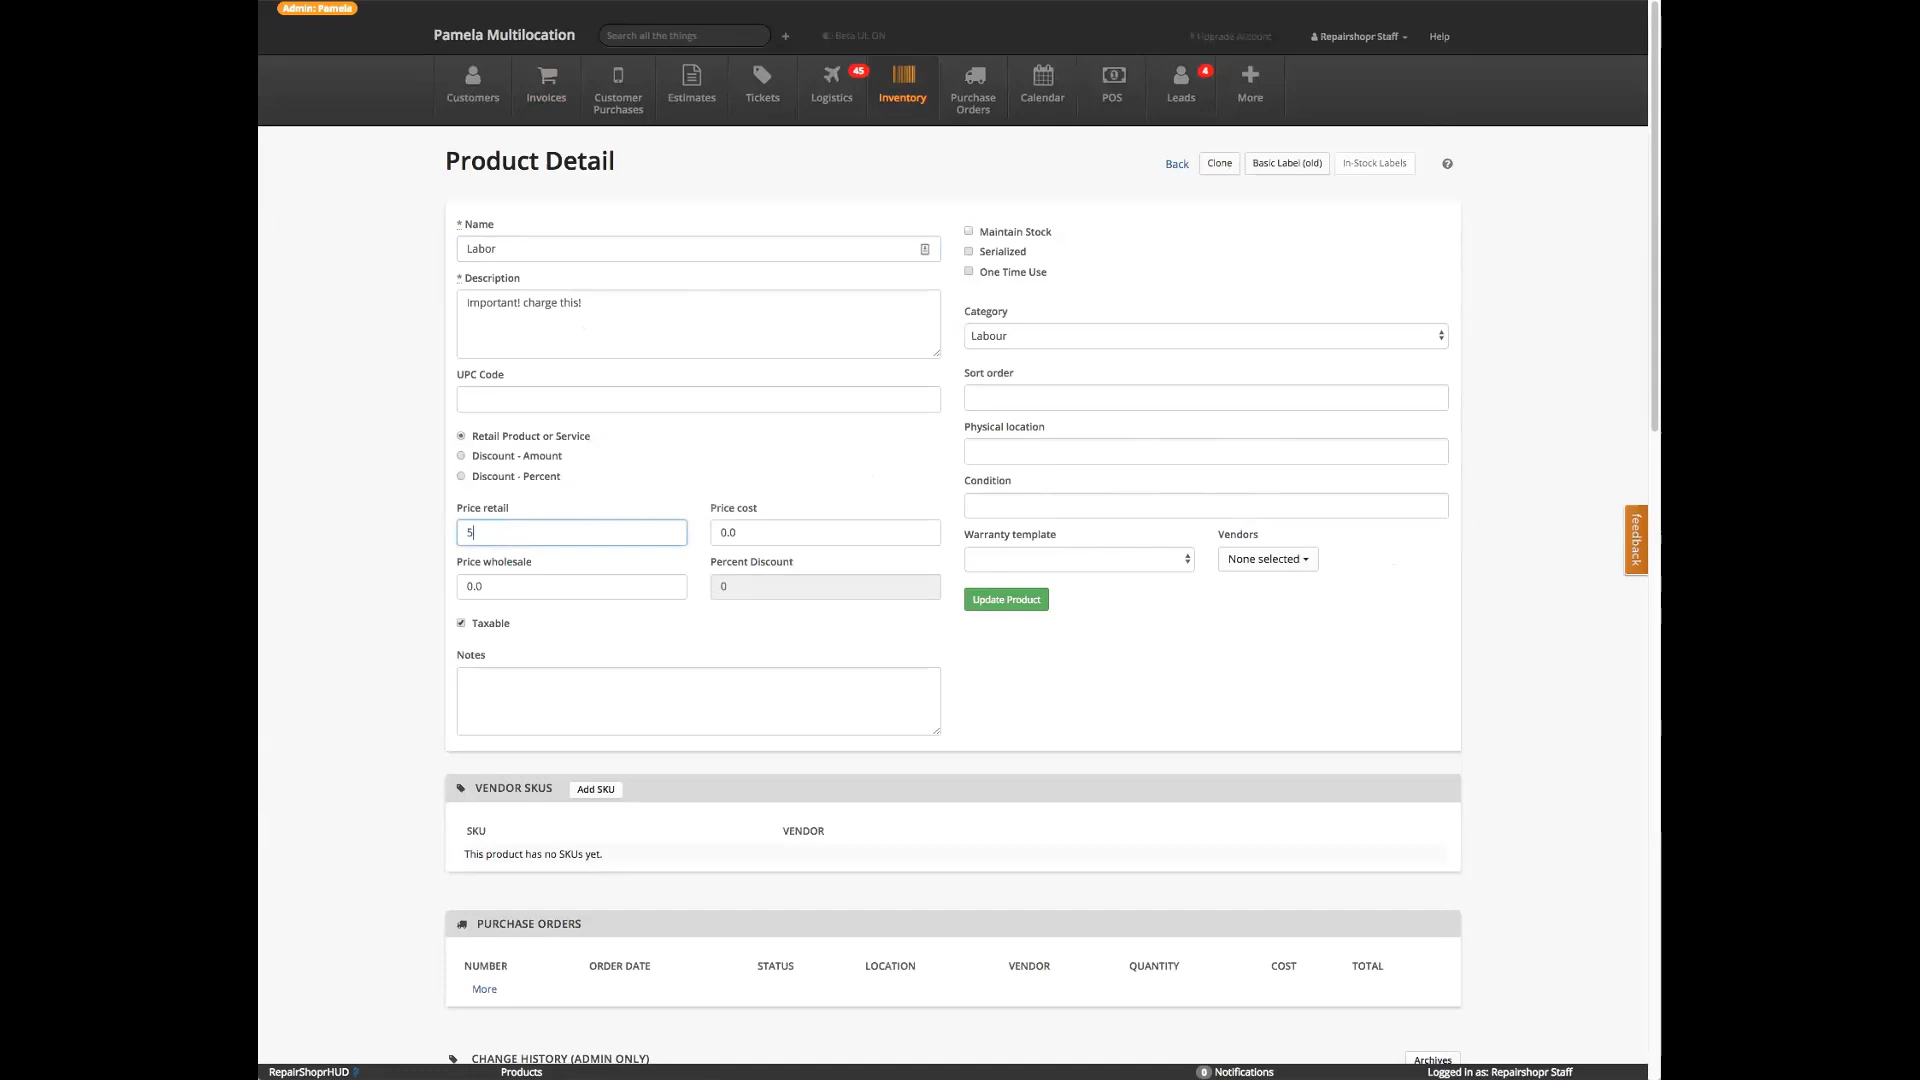 Admin: Pamela
Pamela Multilocation
Search all the things
+
Beta UI: ON
Upgrade Account
Repairshopr Staff
Help
Customers
Invoices
Customer Purchases
Estimates
Tickets
Logistics
45
Inventory
Purchase Orders
Calendar
POS
Leads
4
More
Product Detail
Back
Clone
Basic Label (old)
In-Stock Labels
* Name
Labor
* Description
Important! charge this!
UPC Code
Retail Product or Service
Discount - Amount
Discount - Percent
Price retail
5
Price cost
0.0
Price wholesale
0.0
Percent Discount
0
Taxable
Notes
Maintain Stock
Serialized
One Time Use
Category
Labour
Sort order
Physical location
Condition
Warranty template
Vendors
None selected
Update Product
feedback
VENDOR SKUS
Add SKU
SKU VENDOR
This product has no SKUs yet.
PURCHASE ORDERS
NUMBER ORDER DATE STATUS LOCATION VENDOR QUANTITY COST TOTAL
More
CHANGE HISTORY (ADMIN ONLY)
Archives
RepairShoprHUD
Products
0 Notifications
Logged in as: Repairshopr Staff